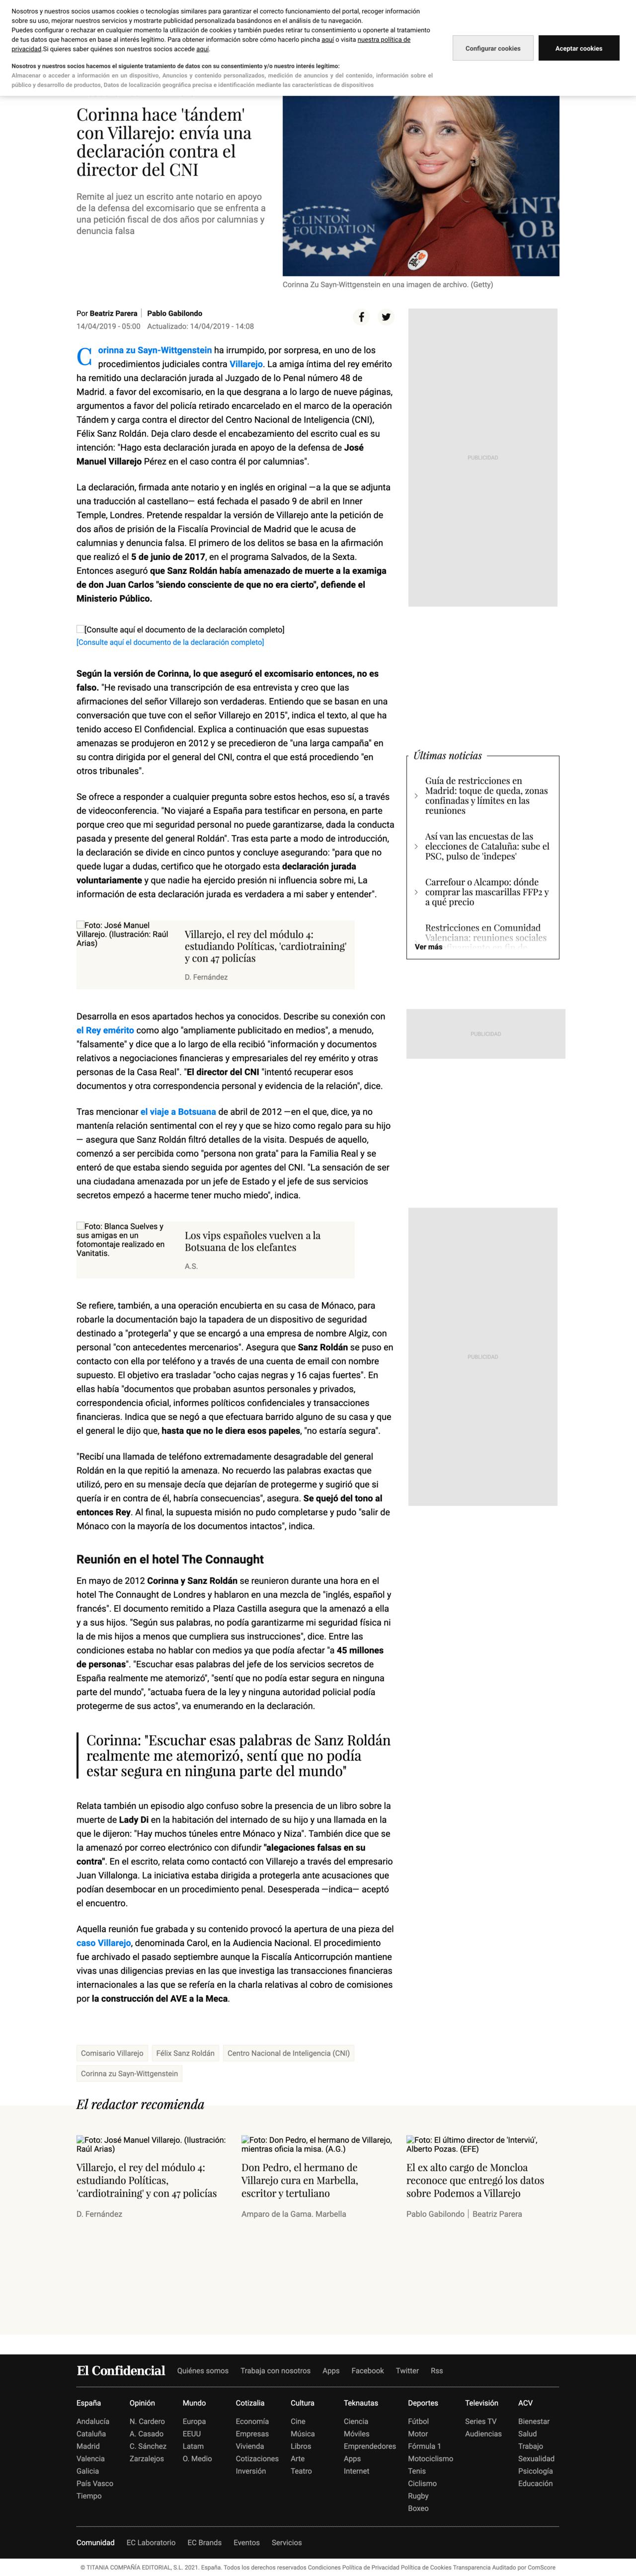 Nosotros y nuestros socios usamos cookies o tecnologías similares para garantizar el correcto funcionamiento del portal, recoger información
sobre su uso, mejorar nuestros servicios y mostrarte publicidad personalizada basándonos en el análisis de tu navegación.
Puedes configurar o rechazar en cualquier momento la utilización de cookies y también puedes retirar tu consentimiento u oponerte al tratamiento
de tus datos que hacemos en base al interés legítimo. Para obtener información sobre como hacerlo pincha aquí o visita nuestra política de
privacidad.Si quieres saber quiénes son nuestros socios accede aquí.
Nosotros y nuestros socios hacemos el siguiente tratamiento de datos con su consentimiento y/o nuestro interés legítimo:
Almacenar o acceder a información en un dispositivo, Anuncios y contenido personalizados, medición de anuncios y del contenido, información sobre el
público y desarrollo de productos, Datos de localización geográfica precisa e identificación mediante las características de dispositivos
Configurar cookies
Aceptar cookies
Corinna hace 'tándem'
con Villarejo: envía una
declaración contra el
director del CNI
Remite al juez un escrito ante notario en apoyo
de la defensa del excomisario que se enfrenta a
una petición fiscal de dos años por calumnias y
denuncia falsa
CLINTON
FOUNDATION
Corinna Zu Sayn-Wittgenstein en una imagen de archivo. (Getty)
Por Beatriz Parera | Pablo Gabilondo
14/04/2019 - 05:00 Actualizado: 14/04/2019 - 14:08
Corinna zu Sayn-Wittgenstein ha irrumpido, por sorpresa, en uno de los
procedimientos judiciales contra Villarejo. La amiga íntima del rey emérito
ha remitido una declaración jurada al Juzgado de lo Penal número 48 de
Madrid. a favor del excomisario, en la que desgrana a lo largo de nueve páginas,
argumentos a favor del policía retirado encarcelado en el marco de la operación
Tándem y carga contra el director del Centro Nacional de Inteligencia (CNI),
Félix Sanz Roldán. Deja claro desde el encabezamiento del escrito cual es su
intención: "Hago esta declaración jurada en apoyo de la defensa de José
Manuel Villarejo Pérez en el caso contra él por calumnias".
La declaración, firmada ante notario y en inglés en original —a la que se adjunta
una traducción al castellano— está fechada el pasado 9 de abril en Inner
Temple, Londres. Pretende respaldar la versión de Villarejo ante la petición de
dos años de prisión de la Fiscalía Provincial de Madrid que le acusa de
calumnias y denuncia falsa. El primero de los delitos se basa en la afirmación
que realizó el 5 de junio de 2017, en el programa Salvados, de la Sexta.
Entonces aseguró que Sanz Roldán había amenazado de muerte a la examiga
de don Juan Carlos "siendo consciente de que no era cierto", defiende el
Ministerio Público.
[Consulte aquí el documento de la declaración completo]
[Consulte aquí el documento de la declaración completo]
Según la versión de Corinna, lo que aseguró el excomisario entonces, no es
falso. "He revisado una transcripción de esa entrevista y creo que las
afirmaciones del señor Villarejo son verdaderas. Entiendo que se basan en una
conversación que tuve con el señor Villarejo en 2015", indica el texto, al que ha
tenido acceso El Confidencial. Explica a continuación que esas supuestas
amenazas se produjeron en 2012 y se precedieron de "una larga campaña" en
su contra dirigida por el general del CNI, contra el que está procediendo "en
otros tribunales".
Se ofrece a responder a cualquier pregunta sobre estos hechos, eso sí, a través
de videoconferencia. "No viajaré a España para testificar en persona, en parte
porque creo que mi seguridad personal no puede garantizarse, dada la conducta
pasada y presente del general Roldán". Tras esta parte a modo de introducción,
la declaración se divide en cinco puntos y concluye asegurando: "para que no
quede lugar a dudas, certifico que he otorgado esta declaración jurada
voluntariamente y que nadie ha ejercido presión ni influencia sobre mi, La
información de esta declaración jurada es verdadera a mi saber y entender".
Foto: José Manuel
Villarejo. (Ilustración: Raúl
Arias)
Villarejo, el rey del módulo 4:
estudiando Políticas, 'cardiotraining'
y con 47 policías
D. Fernández
Desarrolla en esos apartados hechos ya conocidos. Describe su conexión con
el Rey emérito como algo "ampliamente publicitado en medios", a menudo,
"falsamente" y dice que a lo largo de ella recibió "información y documentos
relativos a negociaciones financieras y empresariales del rey emérito y otras
personas de la Casa Real". "El director del CNI "intentó recuperar esos
documentos y otra correspondencia personal y evidencia de la relación", dice.
Tras mencionar el viaje a Botsuana de abril de 2012 —en el que, dice, ya no
mantenía relación sentimental con el rey y que se hizo como regalo para su hijo
— asegura que Sanz Roldán filtró detalles de la visita. Después de aquello,
comenzó a ser percibida como "persona non grata" para la Familia Real y se
enteró de que estaba siendo seguida por agentes del CNI. "La sensación de ser
una ciudadana amenazada por un jefe de Estado y el jefe de sus servicios
secretos empezó a hacerme tener mucho miedo", indica.
Foto: Blanca Suelves y
sus amigas en un
fotomontaje realizado en
Vanitatis.
Los vips españoles vuelven a la
Botsuana de los elefantes
A.S.
Se refiere, también, a una operación encubierta en su casa de Mónaco, para
robarle la documentación bajo la tapadera de un dispositivo de seguridad
destinado a "protegerla" y que se encargó a una empresa de nombre Algiz, con
personal "con antecedentes mercenarios". Asegura que Sanz Roldán se puso en
contacto con ella por teléfono y a través de una cuenta de email con nombre
supuesto. El objetivo era trasladar "ocho cajas negras y 16 cajas fuertes". En
ellas había "documentos que probaban asuntos personales y privados,
correspondencia oficial, informes políticos confidenciales y transacciones
financieras. Indica que se negó a que efectuara barrido alguno de su casa y que
el general le dijo que, hasta que no le diera esos papeles, "no estaría segura".
"Recibí una llamada de teléfono extremadamente desagradable del general
Roldán en la que repitió la amenaza. No recuerdo las palabras exactas que
utilizó, pero en su mensaje decía que dejarían de protegerme y sugirió que si
quería ir en contra de él, habría consecuencias", asegura. Se quejó del tono al
entonces Rey. Al final, la supuesta misión no pudo completarse y pudo "salir de
Mónaco con la mayoría de los documentos intactos", indica.
Reunión en el hotel The Connaught
En mayo de 2012 Corinna y Sanz Roldán se reunieron durante una hora en el
hotel The Connaught de Londres y hablaron en una mezcla de "inglés, español y
francés". El documento remitido a Plaza Castilla asegura que la amenazó a ella
y a sus hijos. "Según sus palabras, no podía garantizarme mi seguridad física ni
la de mis hijos a menos que cumpliera sus instrucciones", dice. Entre las
condiciones estaba no hablar con medios ya que podía afectar "a 45 millones
de personas". "Escuchar esas palabras del jefe de los servicios secretos de
España realmente me atemorizó", "sentí que no podía estar segura en ninguna
parte del mundo", "actuaba fuera de la ley y ninguna autoridad policial podía
protegerme de sus actos", va enumerando en la declaración.
Corinna: "Escuchar esas palabras de Sanz Roldán
realmente me atemorizó, sentí que no podía
estar segura en ninguna parte del mundo"
Relata también un episodio algo confuso sobre la presencia de un libro sobre la
muerte de Lady Di en la habitación del internado de su hijo y una llamada en la
que le dijeron: "Hay muchos túneles entre Mónaco y Niza". También dice que se
la amenazó por correo electrónico con difundir "alegaciones falsas en su
contra". En el escrito, relata como contactó con Villarejo a través del empresario
Juan Villalonga. La iniciativa estaba dirigida a protegerla ante acusaciones que
podían desembocar en un procedimiento penal. Desesperada —indica— aceptó
el encuentro.
Aquella reunión fue grabada y su contenido provocó la apertura de una pieza del
caso Villarejo, denominada Carol, en la Audiencia Nacional. El procedimiento
fue archivado el pasado septiembre aunque la Fiscalía Anticorrupción mantiene
vivas unas diligencias previas en las que investiga las transacciones financieras
internacionales a las que se refería en la charla relativas al cobro de comisiones
por la construcción del AVE a la Meca.
Comisario Villarejo
Félix Sanz Roldán
Centro Nacional de Inteligencia (CNI)
Corinna zu Sayn-Wittgenstein
PUBLICIDAD
Últimas noticias
Guía de restricciones en
Madrid: toque de queda, zonas
confinadas y límites en las
reuniones
Así van las encuestas de las
elecciones de Cataluña: sube el
PSC, pulso de 'indepes'
Carrefour o Alcampo: dónde
comprar las mascarillas FFP2 y
a qué precio
Restricciones en Comunidad
Valenciana: reuniones sociales
Ver más
PUBLICIDAD
PUBLICIDAD
El redactor recomienda
Foto: José Manuel Villarejo. (Ilustración:
Raúl Arias)
Villarejo, el rey del módulo 4:
estudiando Políticas,
'cardiotraining' y con 47 policías
D. Fernández
Foto: Don Pedro, el hermano de Villarejo,
mientras oficia la misa. (A.G.)
Don Pedro, el hermano de
Villarejo cura en Marbella,
escritor y tertuliano
Amparo de la Gama. Marbella
Foto: El último director de 'Interviú',
Alberto Pozas. (EFE)
El ex alto cargo de Moncloa
reconoce que entregó los datos
sobre Podemos a Villarejo
Pablo Gabilondo | Beatriz Parera
El Confidencial
Quiénes somos
Trabaja con nosotros
Apps
Facebook
Twitter
Rss
España
Andalucía
Cataluña
Madrid
Valencia
Galicia
País Vasco
Tiempo
Opinión
N. Cardero
A. Casado
C. Sánchez
Zarzalejos
Mundo
Europa
EEUU
Latam
O. Medio
Cotizalia
Economía
Empresas
Vivienda
Cotizaciones
Inversión
Cultura
Cine
Música
Libros
Arte
Teatro
Teknautas
Ciencia
Móviles
Emprendedores
Apps
Internet
Deportes
Fútbol
Motor
Fórmula 1
Motociclismo
Tenis
Ciclismo
Rugby
Boxeo
Televisión
Series TV
Audiencias
ACV
Bienestar
Salud
Trabajo
Sexualidad
Psicología
Educación
Comunidad
EC Laboratorio
EC Brands
Eventos
Servicios
© TITANIA COMPAÑÍA EDITORIAL, S.L. 2021. España. Todos los derechos reservados Condiciones Política de Privacidad Política de Cookies Transparencia Auditado por ComScore